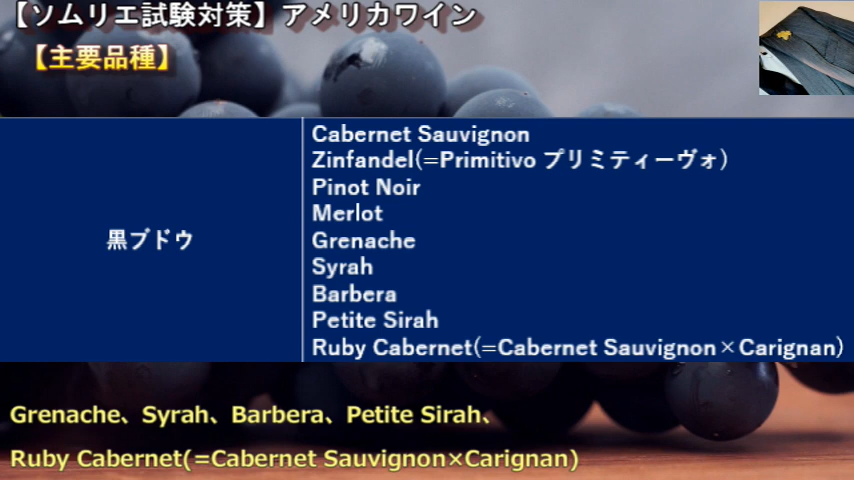 【ソムリエ試験対策】アメリカワイン
【主要品種】
黒ブドウ
Cabernet Sauvignon
Zinfandel(=Primitivo プリミティーヴォ)
Pinot Noir
Merlot
Grenache
Syrah
Barbera
Petite Sirah
Ruby Cabernet(=Cabernet Sauvignon×Carignan)
Grenache、Syrah、Barbera、Petite Sirah、
Ruby Cabernet(=Cabernet Sauvignon×Carignan)